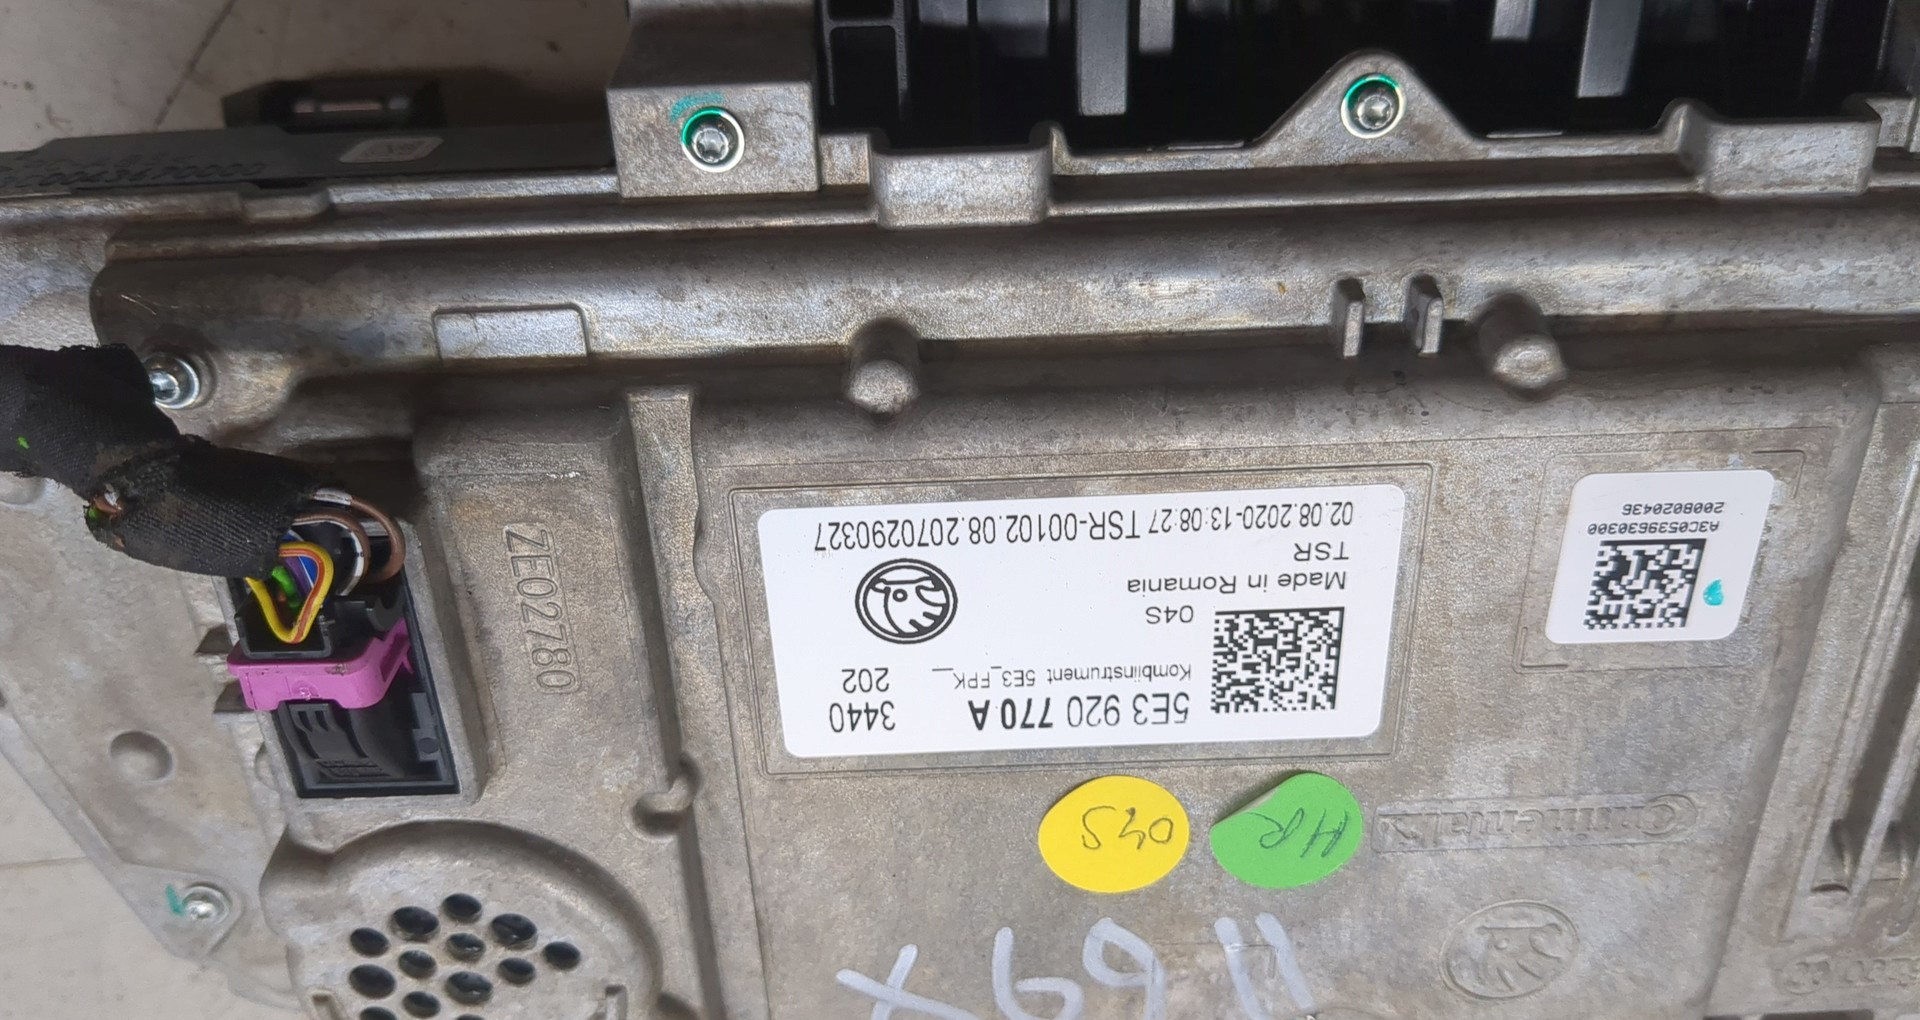 5E3 920 770 A 3440
Kombiinstrument 5E3_FPK_ 202
04S
Made in Romania
TSR
02.08.2020-13:08:27 TSR-00102.08.2070290327
A3C0539630300
2008020436
ZE02780
04S
HR
Continental